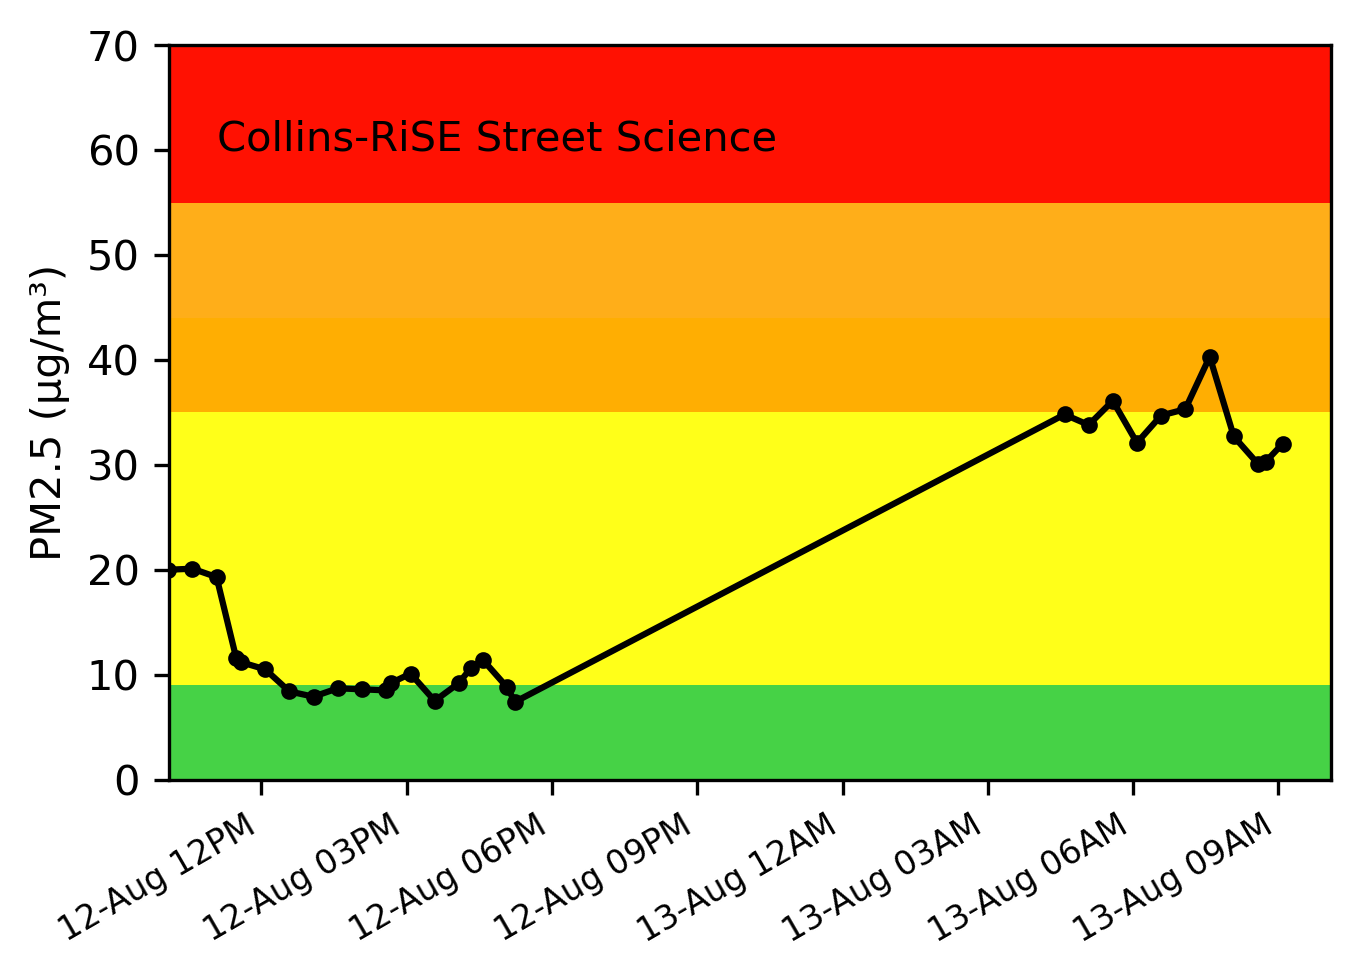 70
Collins-RiSE Street Science
60
50
40
30
20
10
0
PM2.5 (µg/m³)
12-Aug 12PM
12-Aug 03PM
12-Aug 06PM
12-Aug 09PM
13-Aug 12AM
13-Aug 03AM
13-Aug 06AM
13-Aug 09AM